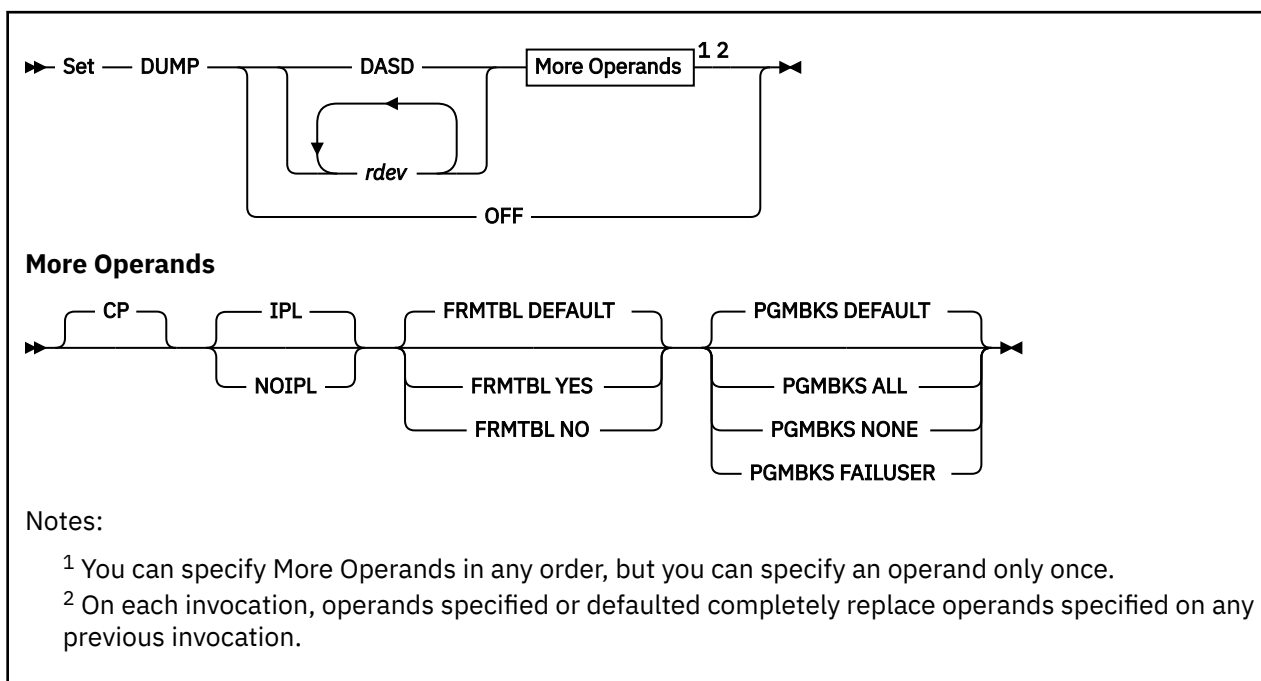 Set DUMP DASD More Operands 1 2
rdev
OFF
More Operands
CP IPL FRMTBL DEFAULT PGMBKS DEFAULT
NOIPL FRMTBL YES PGMBKS ALL
FRMTBL NO PGMBKS NONE
PGMBKS FAILUSER
Notes:
1 You can specify More Operands in any order, but you can specify an operand only once.
2 On each invocation, operands specified or defaulted completely replace operands specified on any
previous invocation.